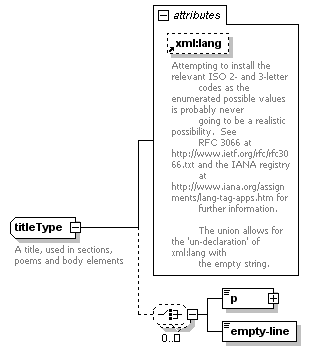 attributes
xml:lang
Attempting to install the
relevant ISO 2- and 3-letter
codes as the
enumerated possible values
is probably never
going to be a realistic
possibility.  See
RFC 3066 at
http://www.ietf.org/rfc/rfc30
66.txt and the IANA registry
at
http://www.iana.org/assign
ments/lang-tag-apps.htm for
further information.
The union allows for
the 'un-declaration' of
xml:lang with
the empty string.
titleType
A title, used in sections,
poems and body elements
p
0..
empty-line